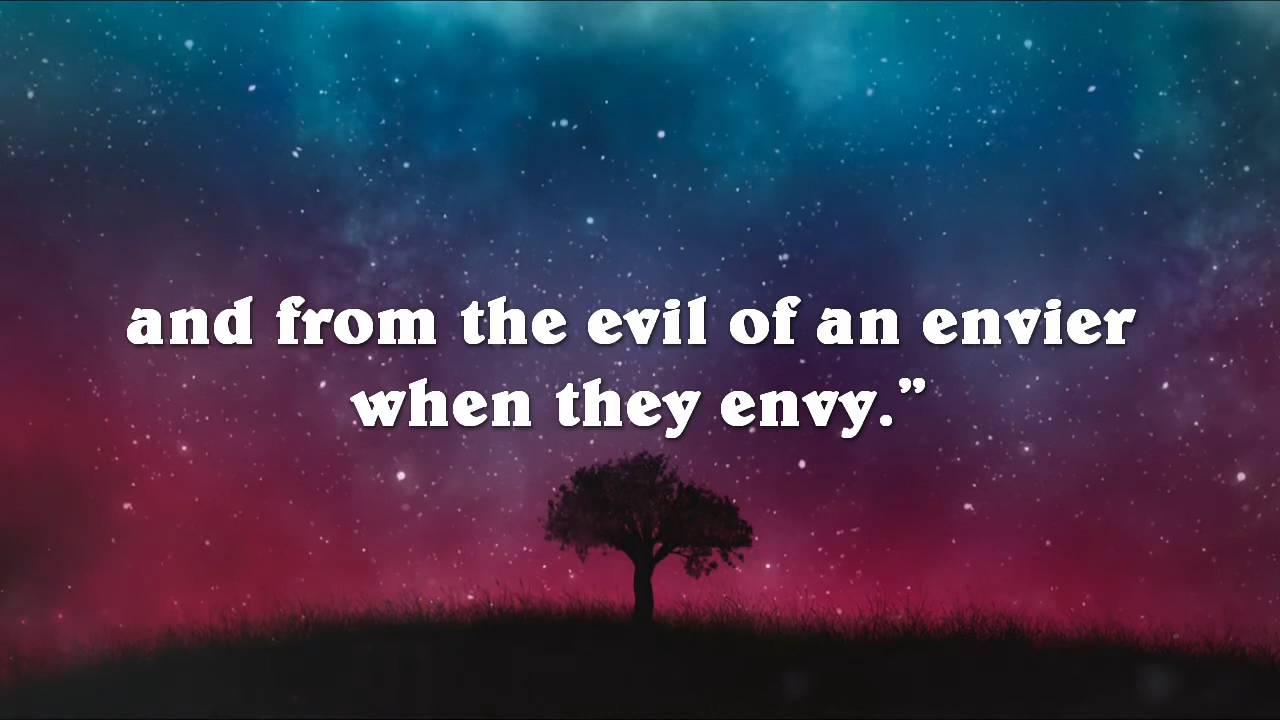 and from the evil of an envier
when they envy.”